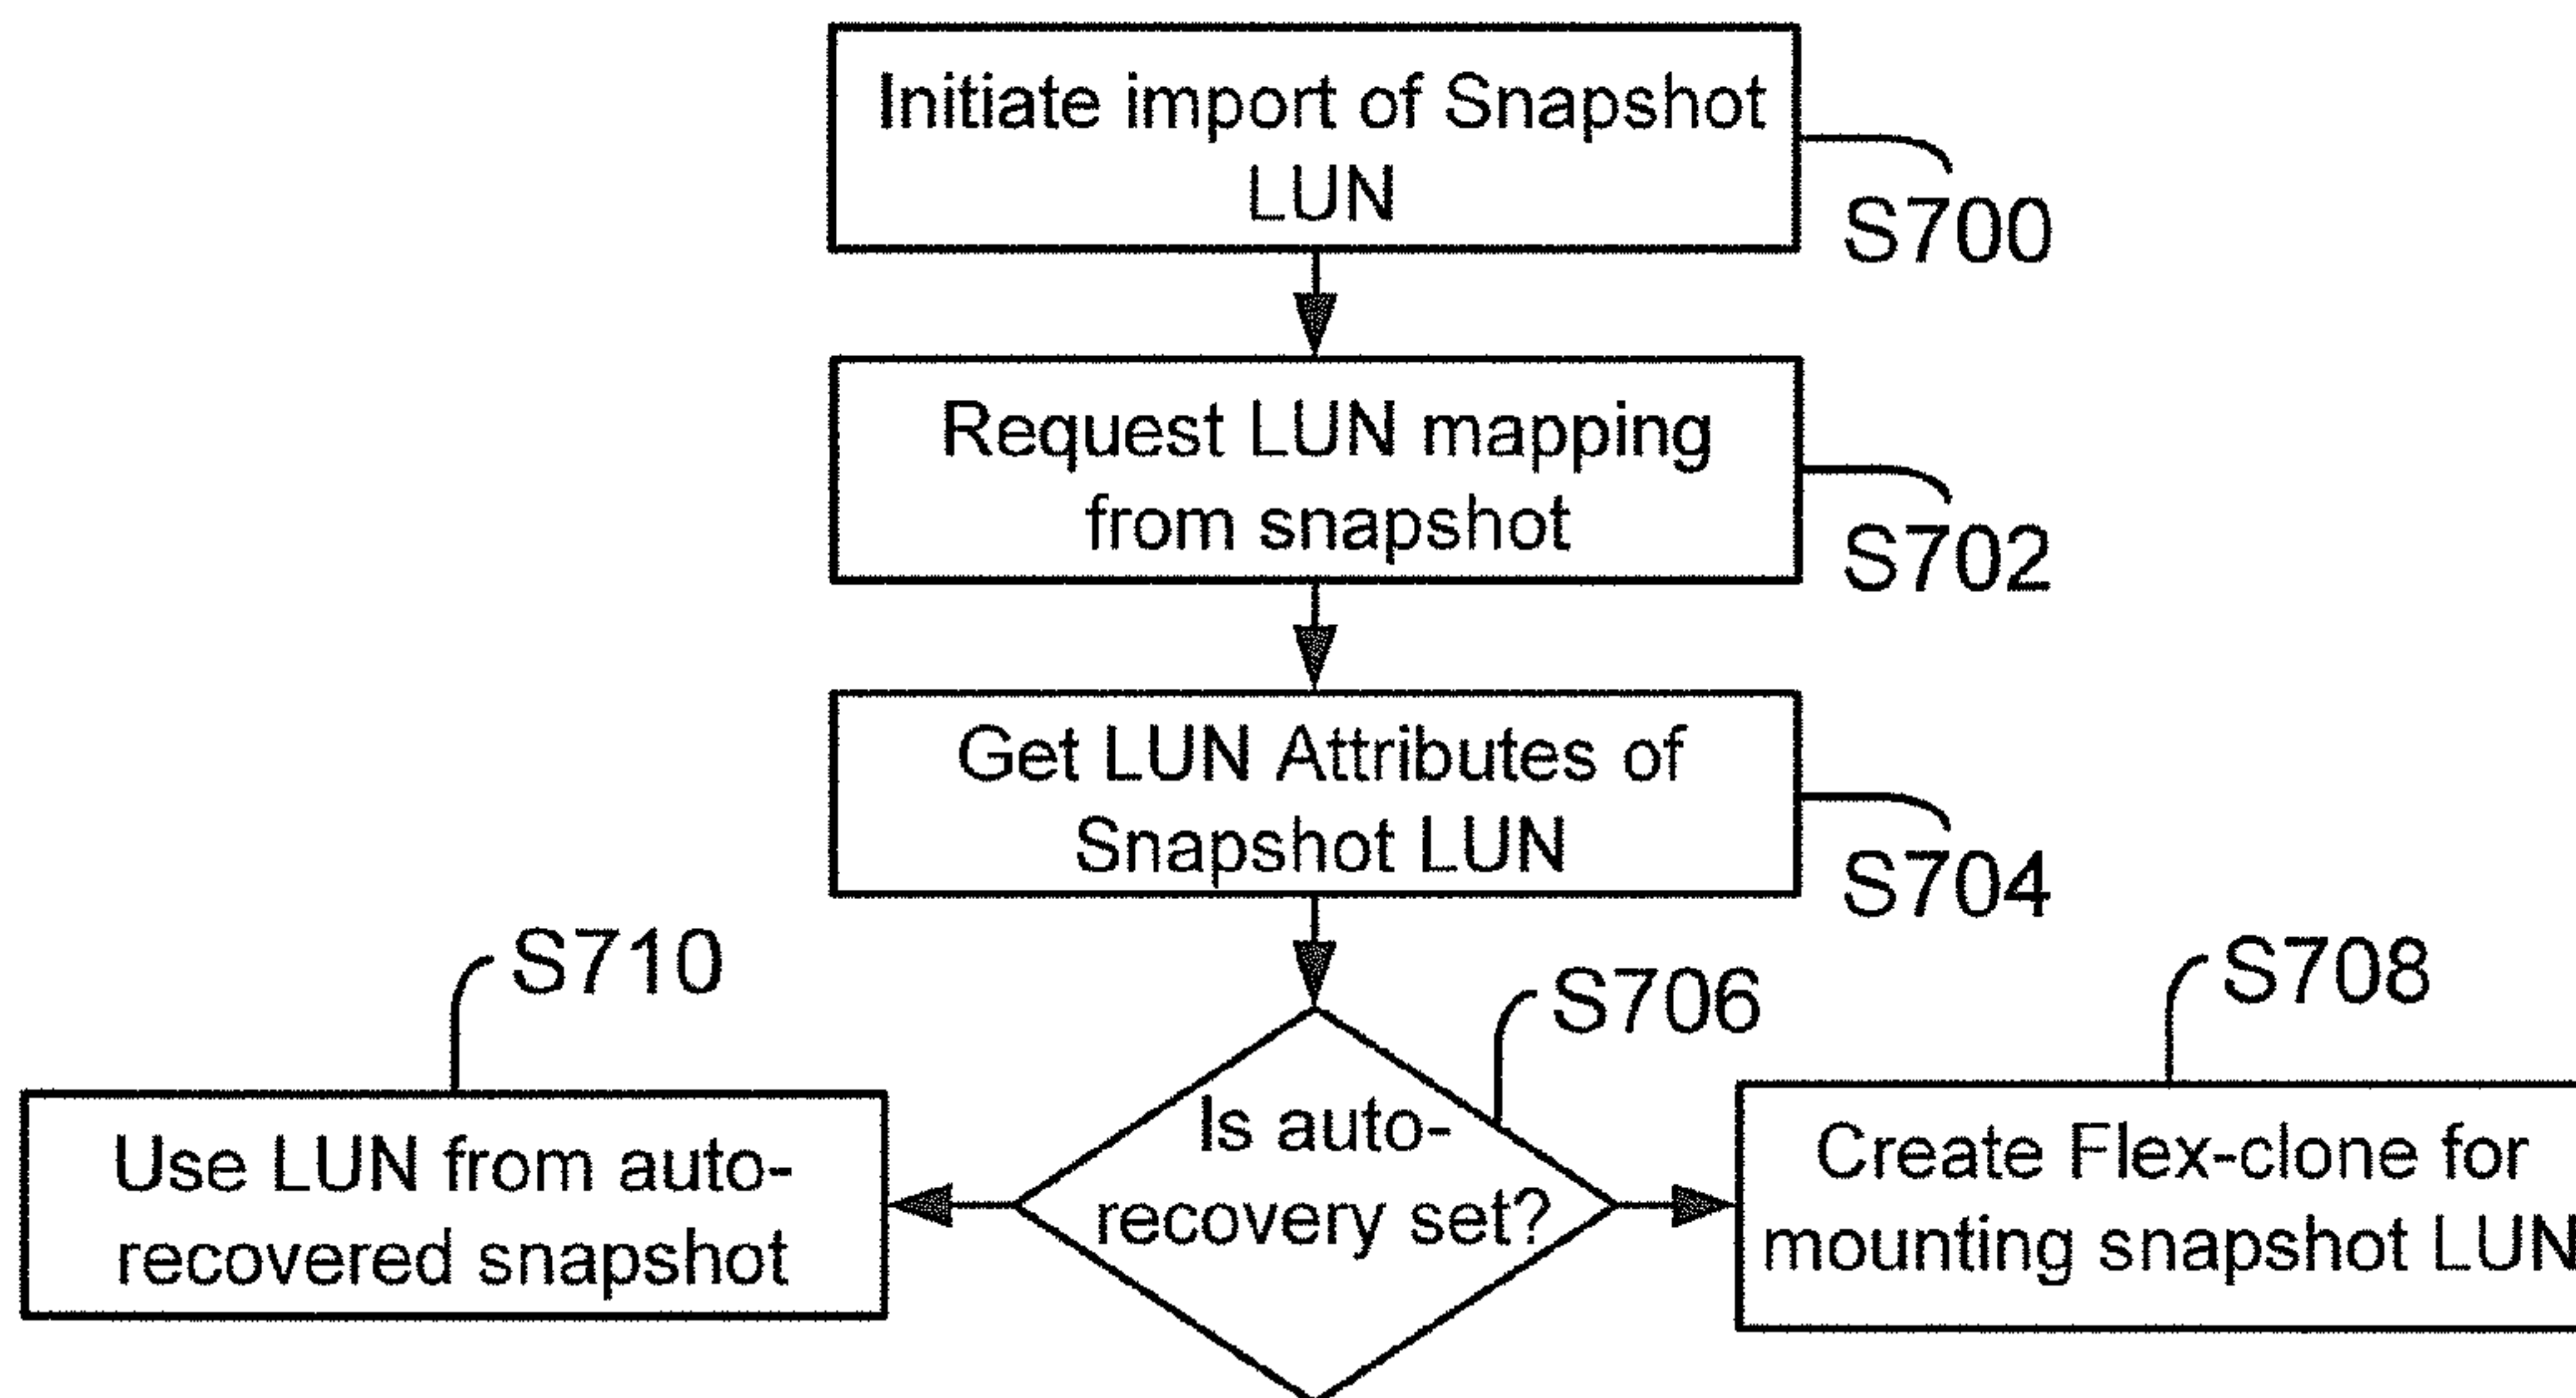 Initiate import of Snapshot
LUN
S700
Request LUN mapping
from snapshot
S702
Get LUN Attributes of
Snapshot LUN
S704
S710
S706
S708
Use LUN from auto-
recovered snapshot
Is auto-
recovery set?
Create Flex-clone for
mounting snapshot LUN